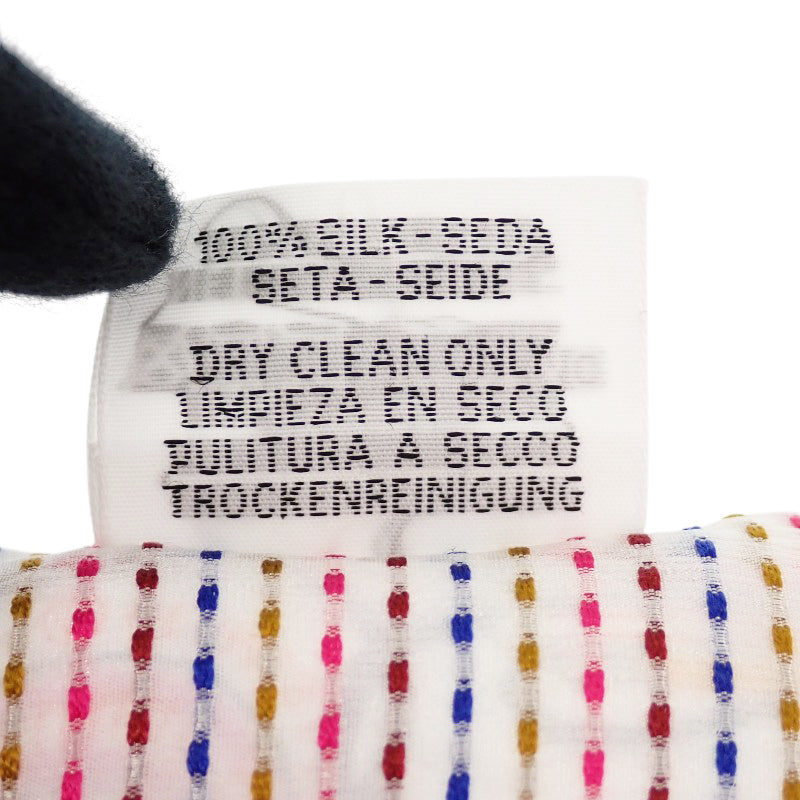 100% SILK - SEDA
SETA - SEIDE
DRY CLEAN ONLY
LIMPIEZA EN SECO
PULITURA A SECCO
TROCKENREINIGUNG